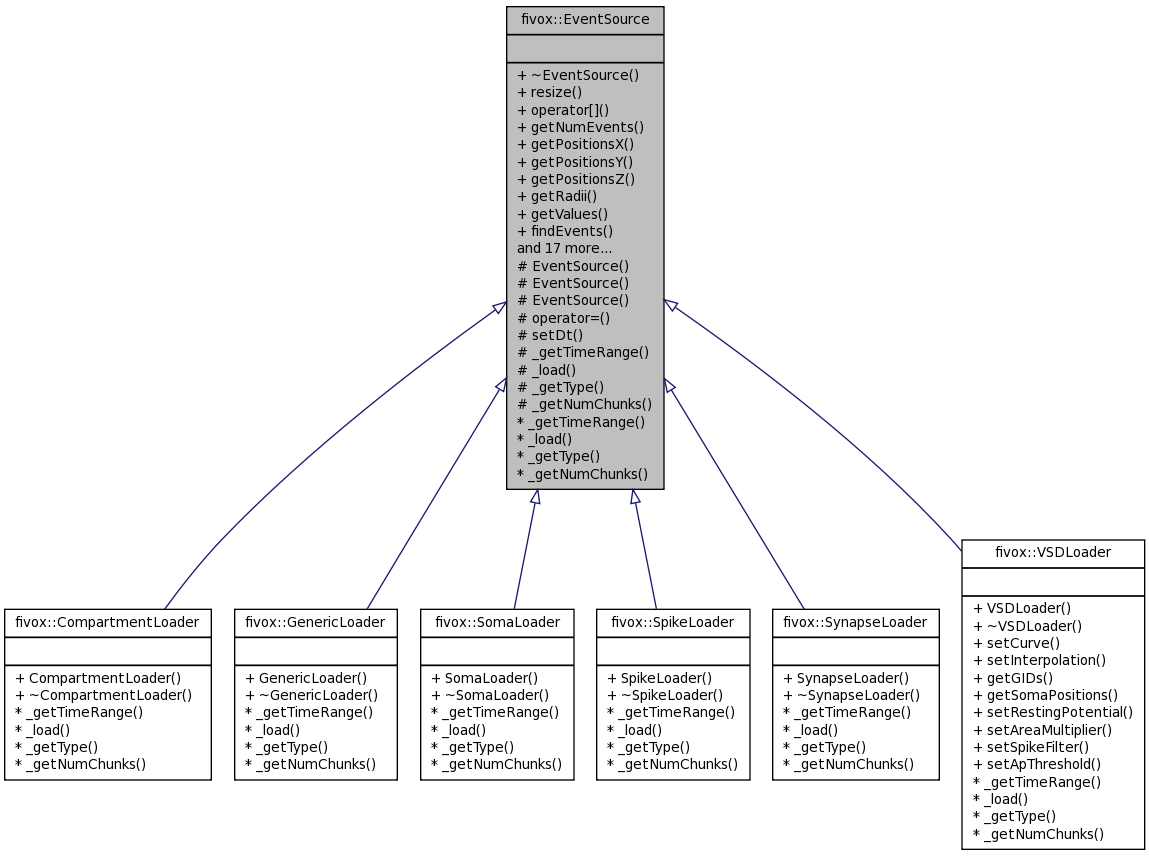 fivox::EventSource
+ ~EventSource()
+ resize()
+ operator[]()
+ getNumEvents()
+ getPositionsX()
+ getPositionsY()
+ getPositionsZ()
+ getRadii()
+ getValues()
+ findEvents()
and 17 more...
# EventSource()
# EventSource()
# EventSource()
# operator=()
# setDt()
# _getTimeRange()
# _load()
# _getType()
# _getNumChunks()
* _getTimeRange()
* _load()
* _getType()
* _getNumChunks()
fivox::CompartmentLoader
+ CompartmentLoader()
+ ~CompartmentLoader()
* _getTimeRange()
* _load()
* _getType()
* _getNumChunks()
fivox::GenericLoader
+ GenericLoader()
+ ~GenericLoader()
* _getTimeRange()
* _load()
* _getType()
* _getNumChunks()
fivox::SomaLoader
+ SomaLoader()
+ ~SomaLoader()
* _getTimeRange()
* _load()
* _getType()
* _getNumChunks()
fivox::SpikeLoader
+ SpikeLoader()
+ ~SpikeLoader()
* _getTimeRange()
* _load()
* _getType()
* _getNumChunks()
fivox::SynapseLoader
+ SynapseLoader()
+ ~SynapseLoader()
* _getTimeRange()
* _load()
* _getType()
* _getNumChunks()
fivox::VSDLoader
+ VSDLoader()
+ ~VSDLoader()
+ setCurve()
+ setInterpolation()
+ getGIDs()
+ getSomaPositions()
+ setRestingPotential()
+ setAreaMultiplier()
+ setSpikeFilter()
+ setApThreshold()
* _getTimeRange()
* _load()
* _getType()
* _getNumChunks()